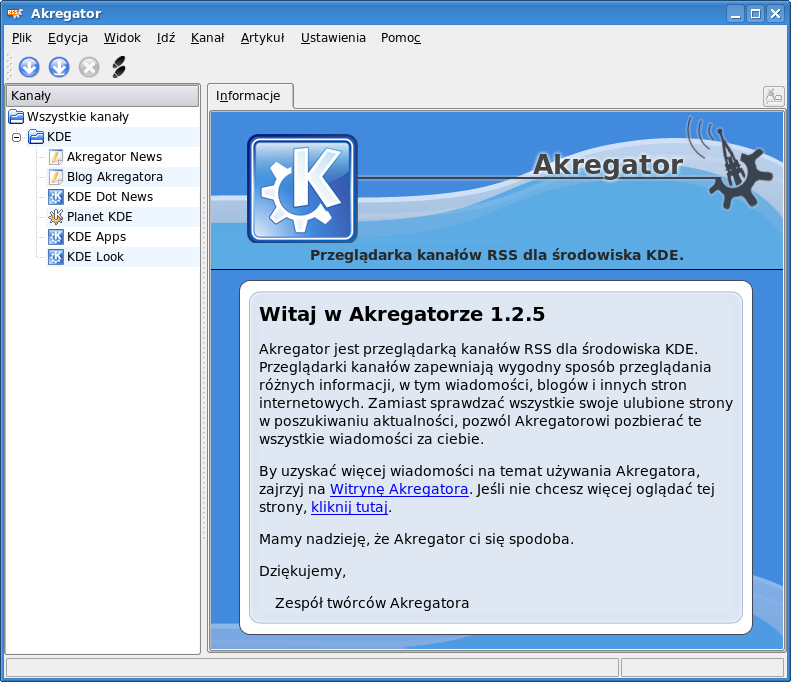 Akregator
Plik Edycja Widok Idź Kanał Artykuł Ustawienia Pomoc
Kanały
Wszystkie kanały
KDE
Akregator News
Blog Akregatora
KDE Dot News
Planet KDE
KDE Apps
KDE Look
Informacje
Akregator
Przeglądarka kanałów RSS dla środowiska KDE.
Witaj w Akregatorze 1.2.5
Akregator jest przeglądarką kanałów RSS dla środowiska KDE.
Przeglądarki kanałów zapewniają wygodny sposób przeglądania
różnych informacji, w tym wiadomości, blogów i innych stron
internetowych. Zamiast sprawdzać wszystkie swoje ulubione strony
w poszukiwaniu aktualności, pozwól Akregatorowi pozbierać te
wszystkie wiadomości za ciebie.
By uzyskać więcej wiadomości na temat używania Akregatora,
zajrzyj na Witrynę Akregatora. Jeśli nie chcesz więcej oglądać tej
strony, kliknij tutaj.
Mamy nadzieję, że Akregator ci się spodoba.
Dziękujemy,
Zespół twórców Akregatora